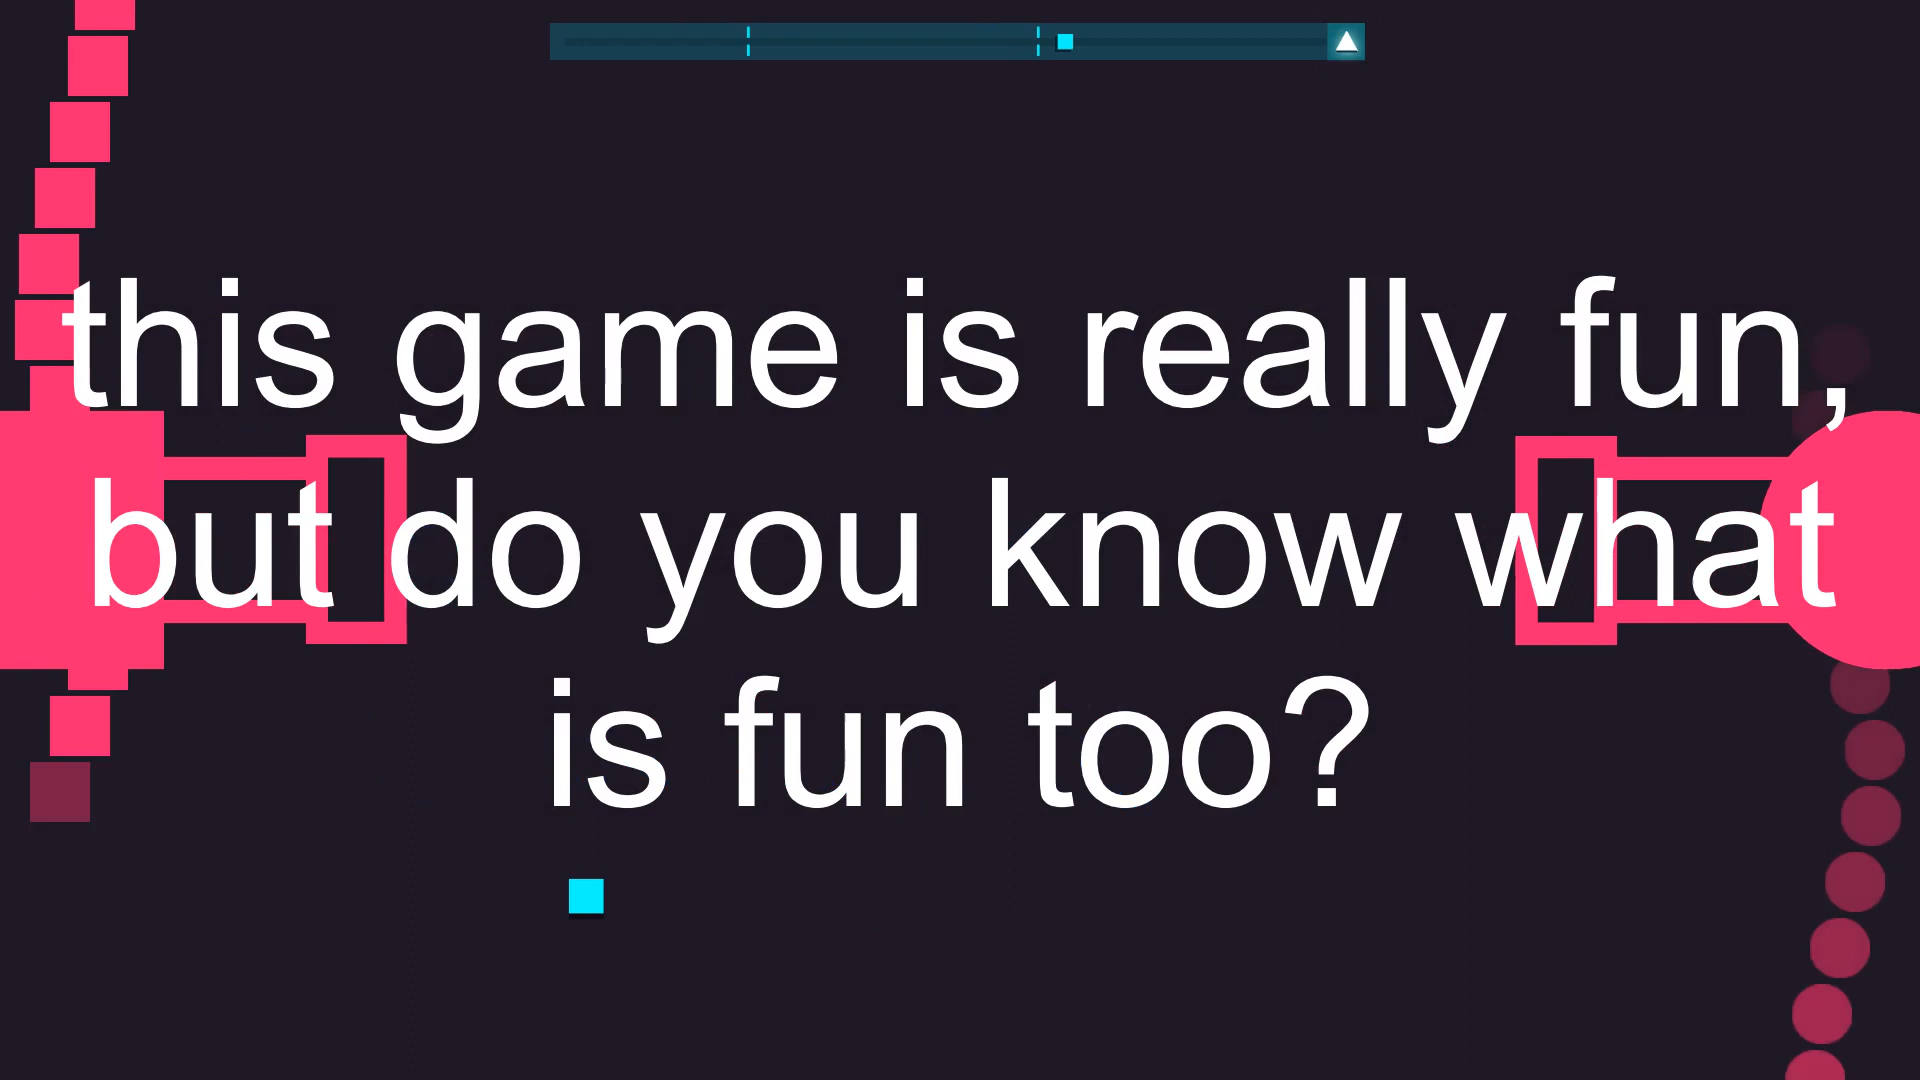 this game is really fun,
but do you know what
is fun too?